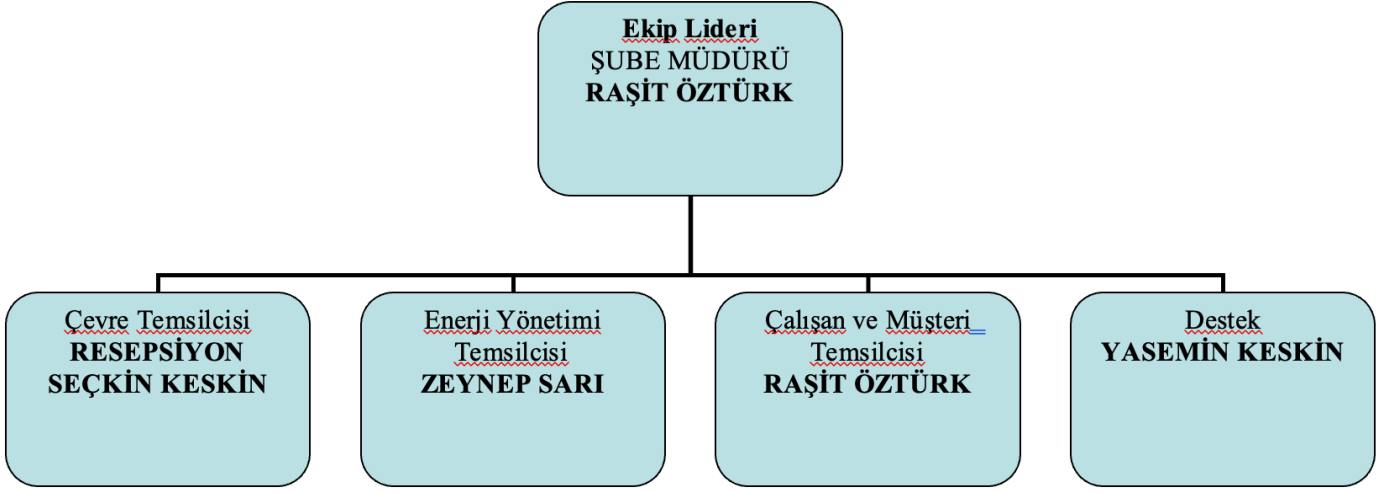 Ekip Lideri
ŞUBE MÜDÜRÜ
RAŞİT ÖZTÜRK
Çevre Temsilcisi
RESEPSİYON
SEÇKİN KESKİN
Enerji Yönetimi
Temsilcisi
ZEYNEP SARI
Çalışan ve Müşteri
Temsilcisi
RAŞİT ÖZTÜRK
Destek
YASEMİN KESKİN